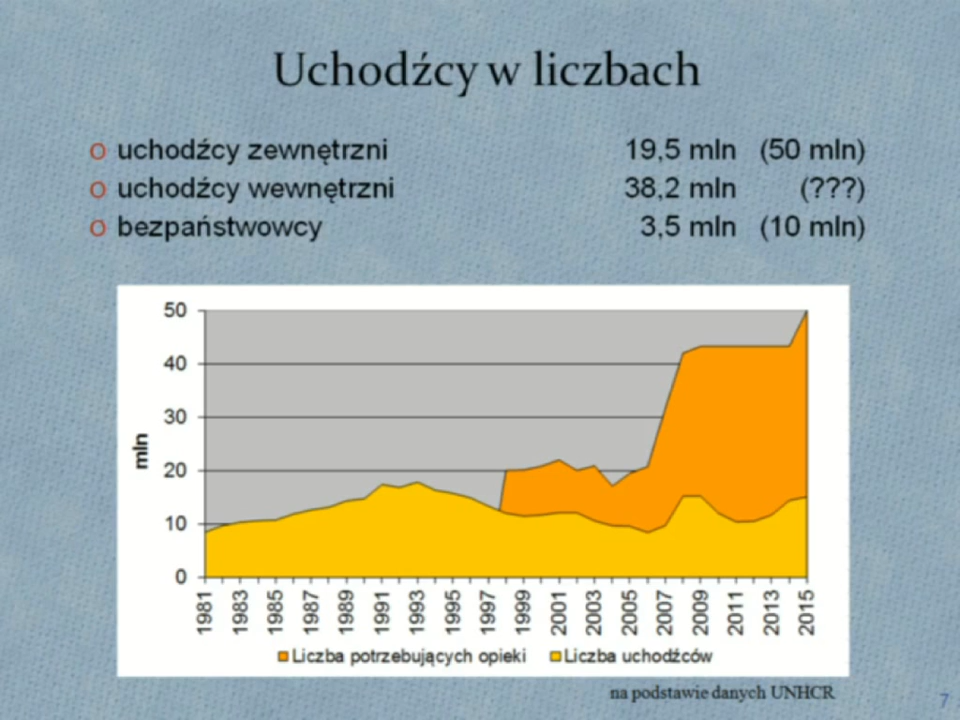 Uchodźcy w liczbach
o uchodźcy zewnętrzni 19,5 mln (50 mln)
o uchodźcy wewnętrzni 38,2 mln (???)
o bezpaństwowcy 3,5 mln (10 mln)
50
40
30
20
10
0
mln
1981 1983 1985 1987 1989 1991 1993 1995 1997 1999 2001 2003 2005 2007 2009 2011 2013 2015
Liczba potrzebujących opieki Liczba uchodźców
na podstawie danych UNHCR
7